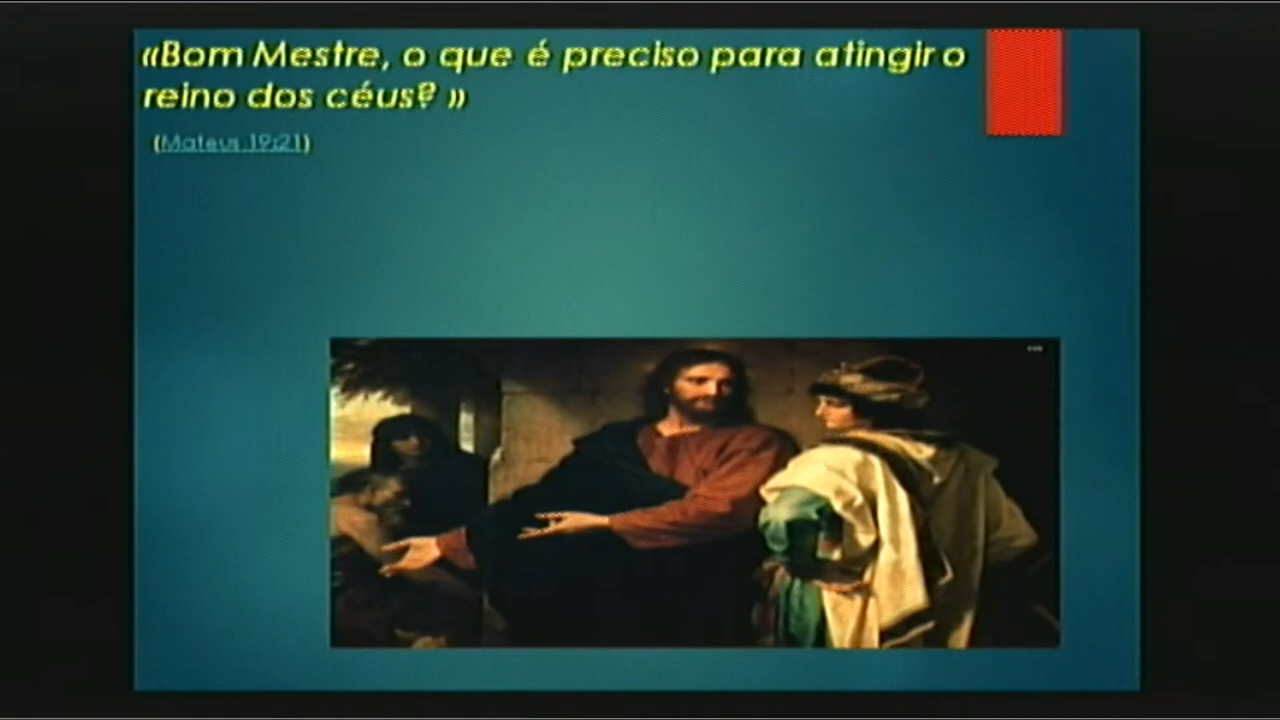 «Bom Mestre, o que é preciso para atingir o
reino dos céus? »
(Mateus 19:21)